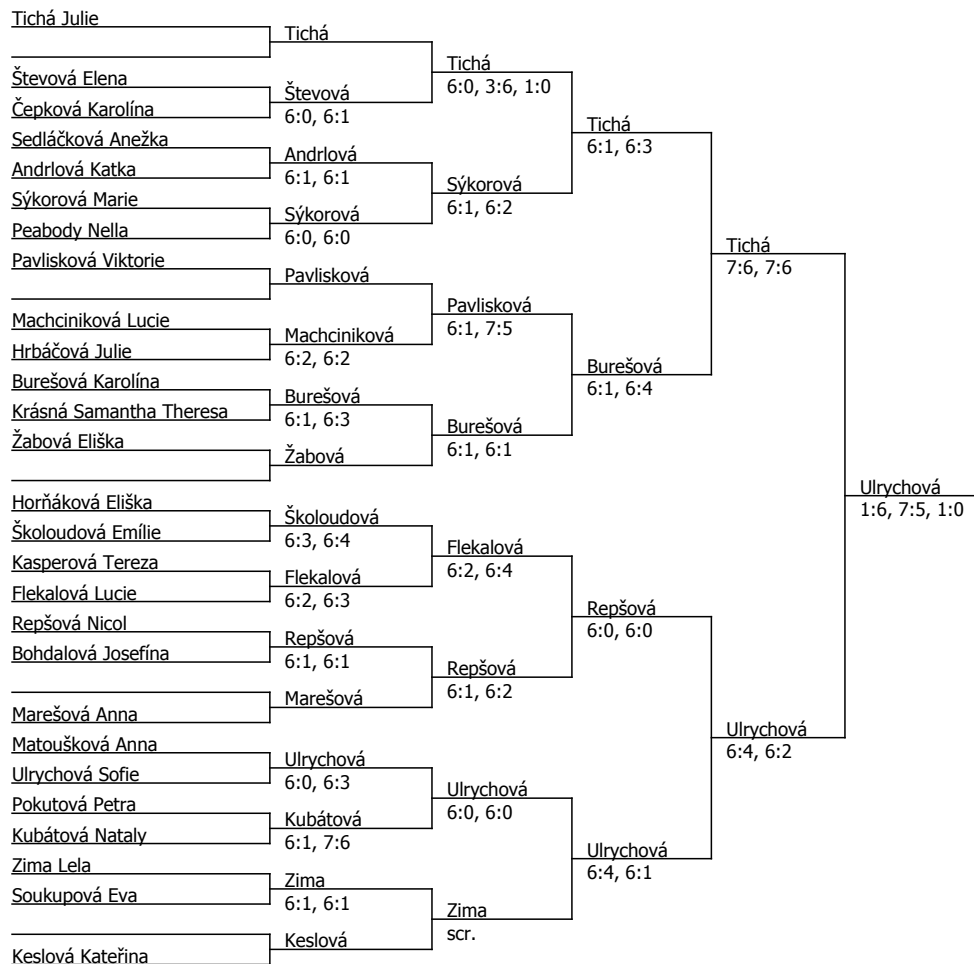 Tichá Julie
Števová Elena
Čepková Karolína
Sedláčková Anežka
Andrlová Katka
Sýkorová Marie
Peabody Nella
Pavlisková Viktorie
Machciniková Lucie
Hrbáčová Julie
Burešová Karolína
Krásná Samantha Theresa
Žabová Eliška
Horňáková Eliška
Školoudová Emílie
Kasperová Tereza
Flekalová Lucie
Repšová Nicol
Bohdalová Josefína
Marešová Anna
Matoušková Anna
Ulrychová Sofie
Pokutová Petra
Kubátová Nataly
Zima Lela
Soukupová Eva
Keslová Kateřina
Tichá
Števová
6:0, 6:1
Andrlová
6:1, 6:1
Sýkorová
6:0, 6:0
Pavlisková
Machciniková
6:2, 6:2
Burešová
6:1, 6:3
Žabová
Školoudová
6:3, 6:4
Flekalová
6:2, 6:3
Repšová
6:1, 6:1
Marešová
Ulrychová
6:0, 6:3
Kubátová
6:1, 7:6
Zima
6:1, 6:1
Keslová
Tichá
6:0, 3:6, 1:0
Sýkorová
6:1, 6:2
Pavlisková
6:1, 7:5
Burešová
6:1, 6:1
Flekalová
6:2, 6:4
Repšová
6:1, 6:2
Ulrychová
6:0, 6:0
Zima
scr.
Tichá
6:1, 6:3
Burešová
6:1, 6:4
Repšová
6:0, 6:0
Ulrychová
6:4, 6:1
Tichá
7:6, 7:6
Ulrychová
6:4, 6:2
Ulrychová
1:6, 7:5, 1:0